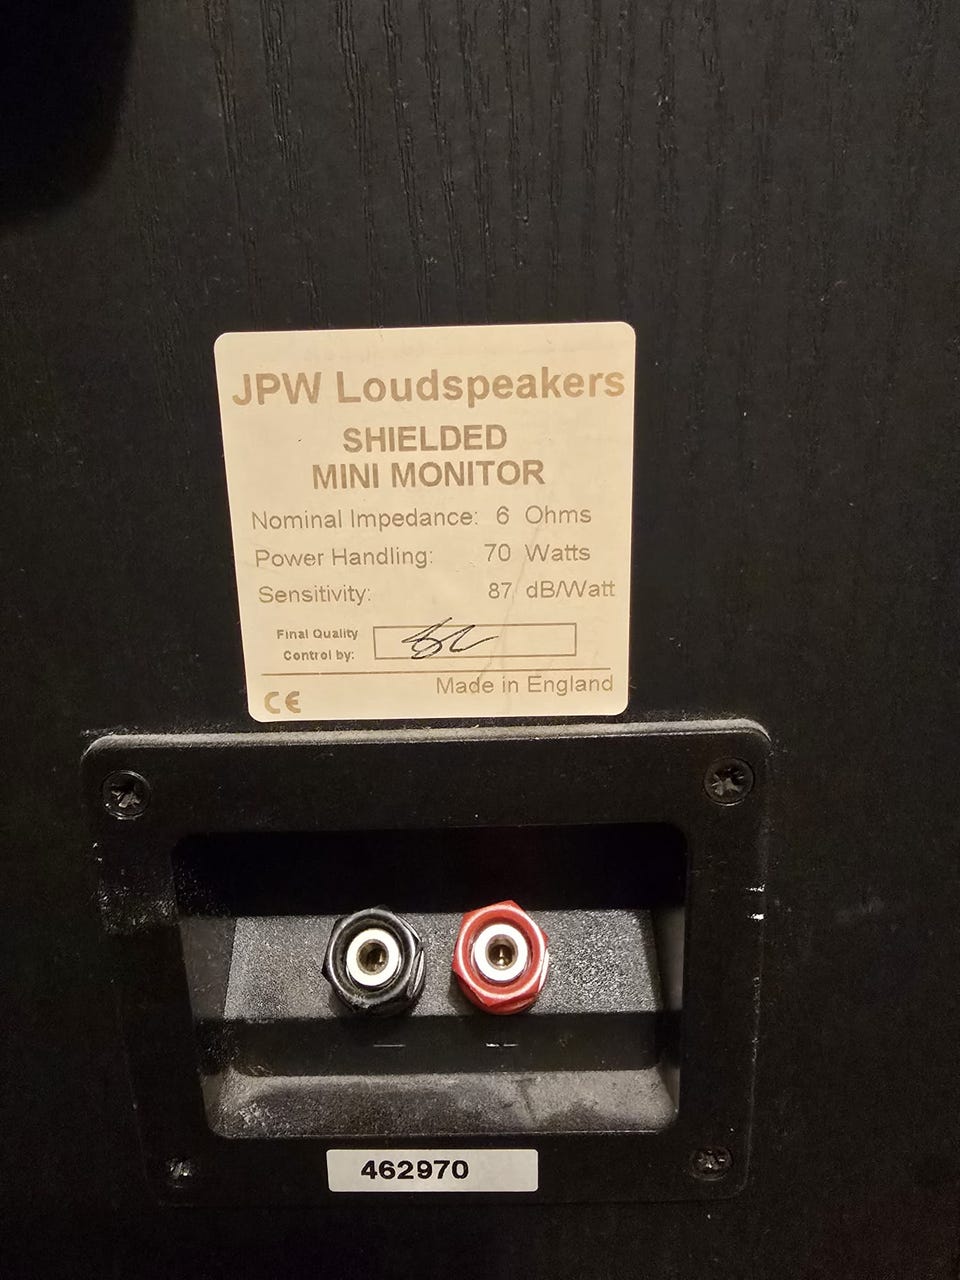 JPW Loudspeakers
SHIELDED
MINI MONITOR
Nominal Impedance: 6 Ohms
Power Handling: 70 Watts
Sensitivity: 87 dB/Watt
Final Quality
Control by:
Made in England
CE
462970